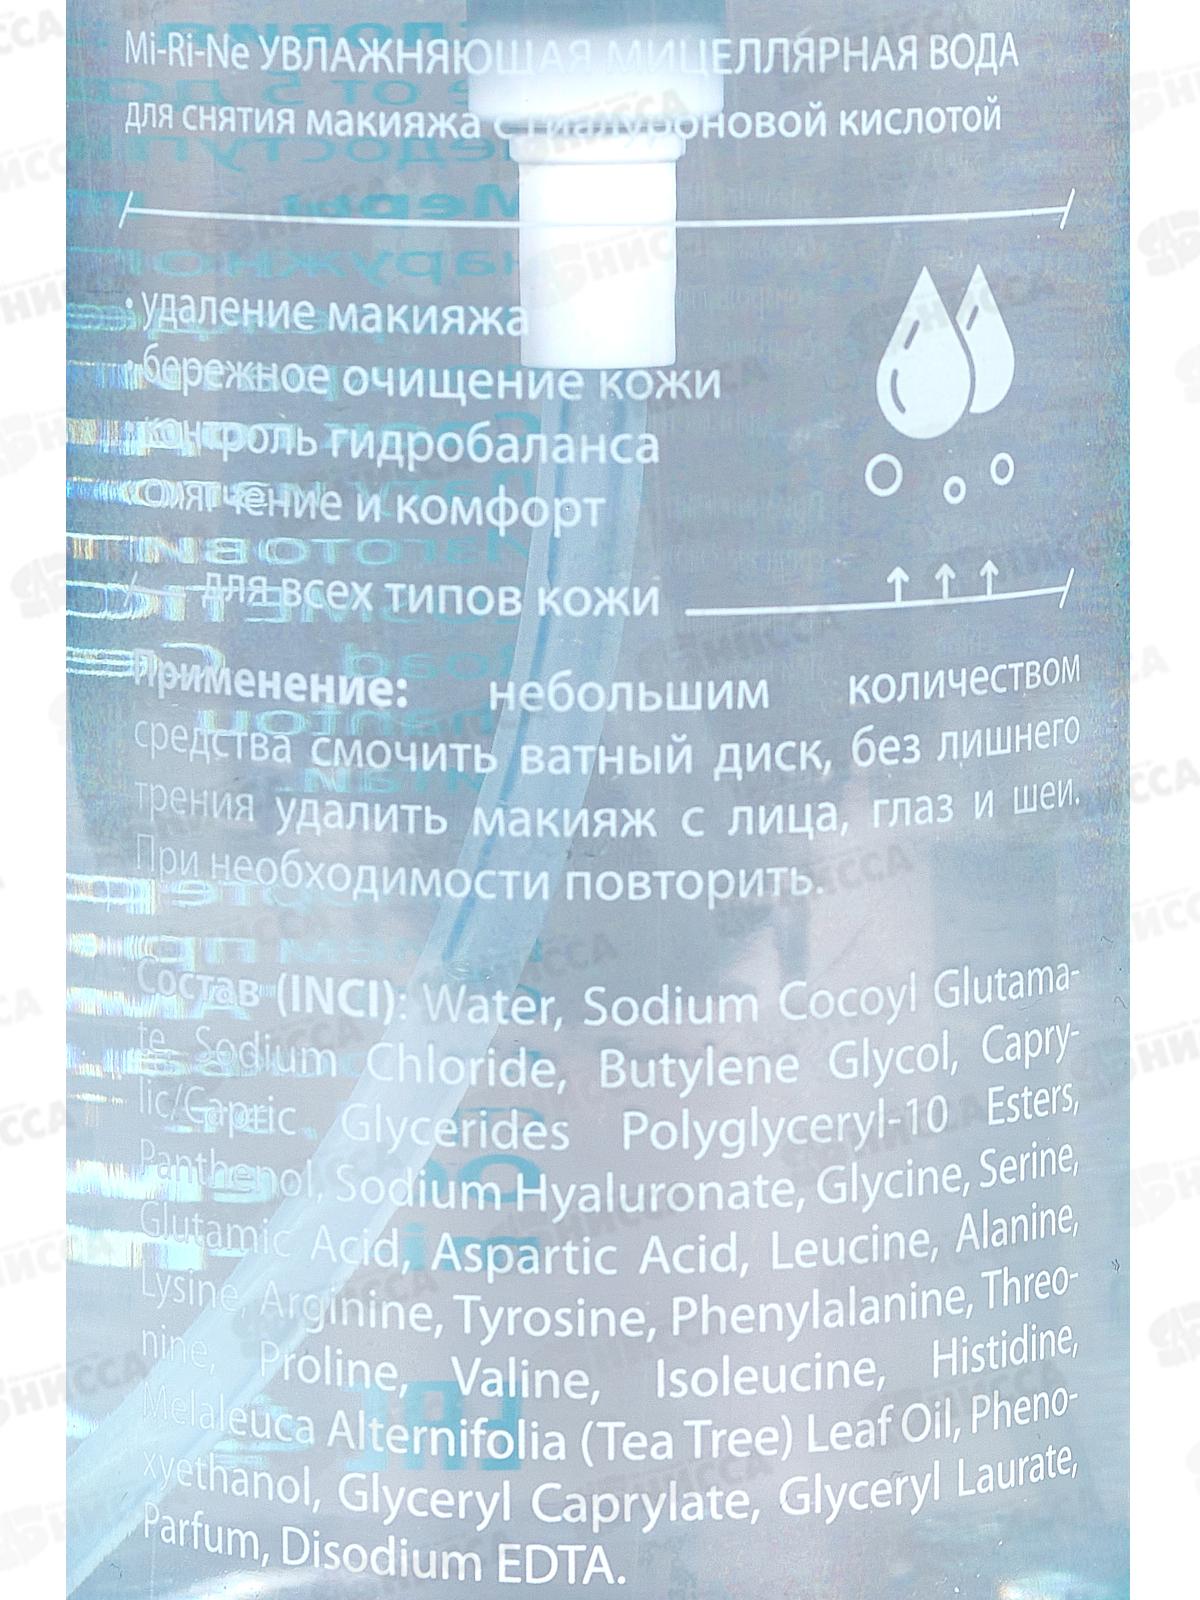 Mi-Ri-Ne УВЛАЖНЯЮЩАЯ МИЦЕЛЛЯРНАЯ ВОДА
для снятия макияжа с гиалуроновой кислотой
· удаление макияжа
· бережное очищение кожи
· контроль гидробаланса
· смягчение и комфорт
для всех типов кожи
Применение: небольшим количеством
средства смочить ватный диск, без лишнего
трения удалить макияж с лица, глаз и шеи.
При необходимости повторить.
Состав (INCI): Water, Sodium Cocoyl Glutama-
te, Sodium Chloride, Butylene Glycol, Capry-
lic/Capric Glycerides Polyglyceryl-10 Esters,
Panthenol, Sodium Hyaluronate, Glycine, Serine,
Glutamic Acid, Aspartic Acid, Leucine, Alanine,
Lysine, Arginine, Tyrosine, Phenylalanine, Threo-
nine, Proline, Valine, Isoleucine, Histidine,
Melaleuca Alternifolia (Tea Tree) Leaf Oil, Pheno-
xyethanol, Glyceryl Caprylate, Glyceryl Laurate,
Parfum, Disodium EDTA.